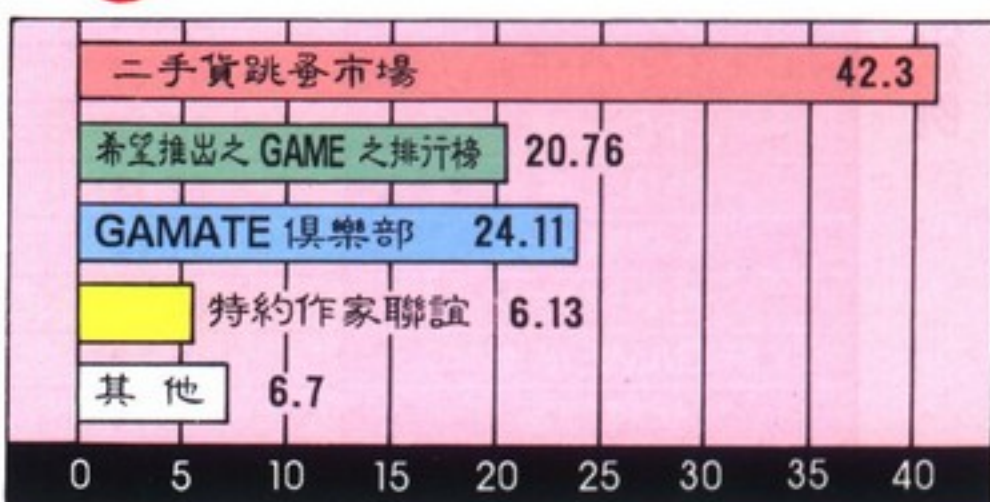 二手貨跳蚤市場 42.3
希望推出之 GAME 之排行榜 20.76
GAMATE 俱樂部 24.11
特約作家聯誼 6.13
其他 6.7
0 5 10 15 20 25 30 35 40